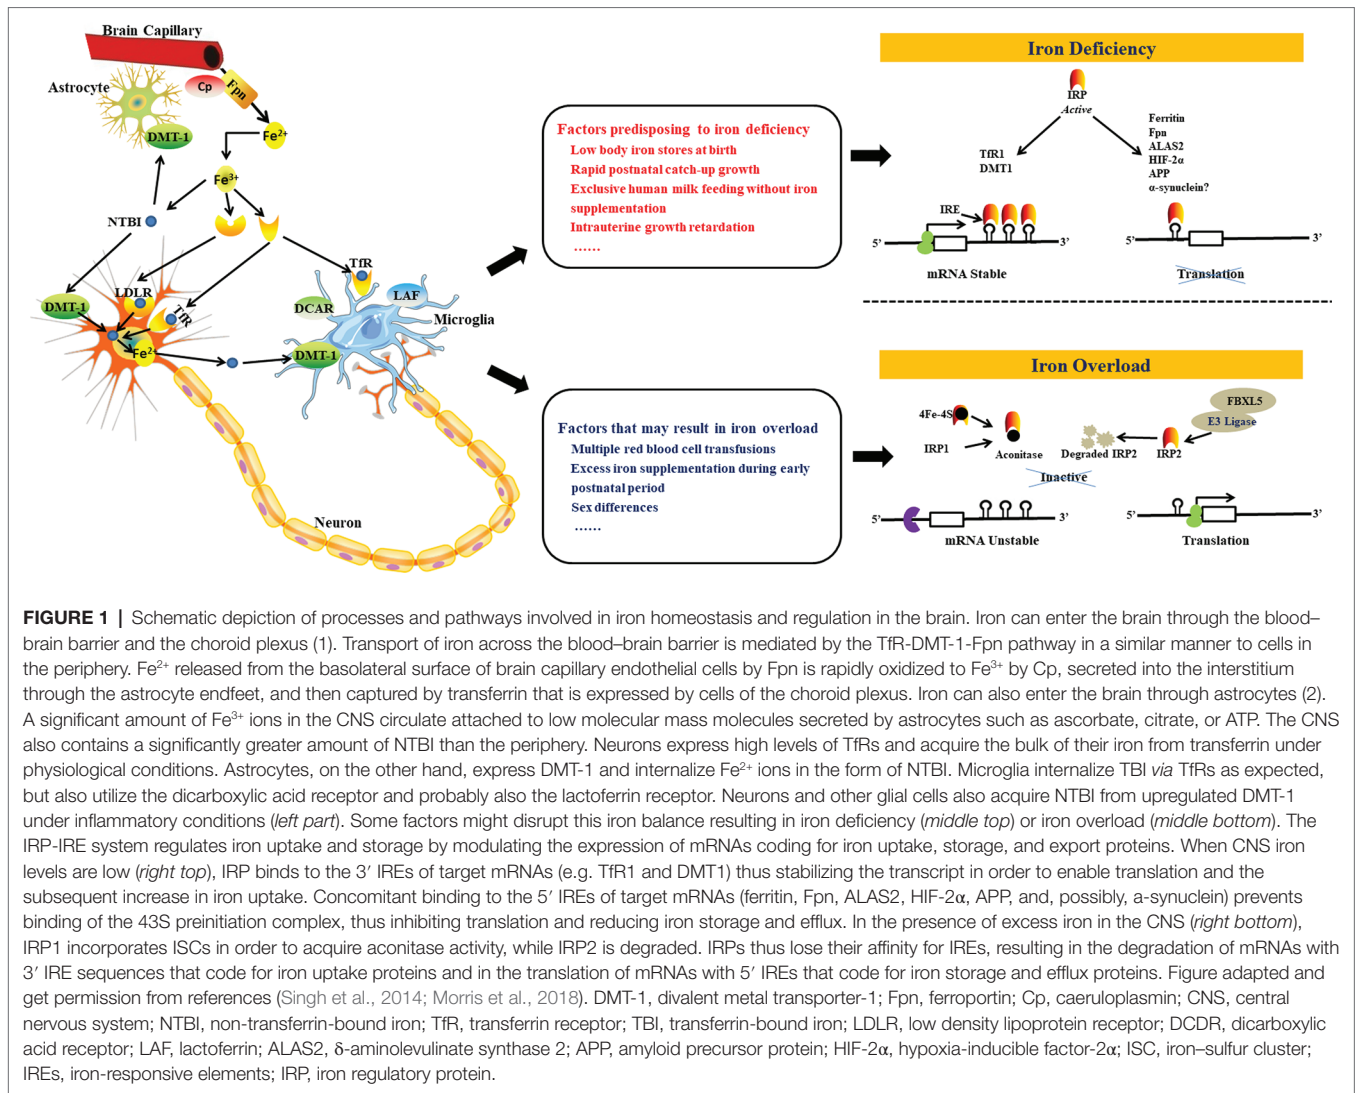 Brain Capillary
Astrocyte
Cp
Fpn
DMT-1
Fe2+
Fe3+
NTBI
DMT-1
LDLR
TfR
Fe2+
TfR
DCAR
LAF
Microglia
DMT-1
Neuron
Factors predisposing to iron deficiency
Low body iron stores at birth
Rapid postnatal catch-up growth
Exclusive human milk feeding without iron
supplementation
Intrauterine growth retardation
......
Factors that may result in iron overload
Multiple red blood cell transfusions
Excess iron supplementation during early
postnatal period
Sex differences
......
Iron Deficiency
IRP
Active
TfR1
DMT1
Ferritin
Fpn
ALAS2
HIF-2α
APP
α-synuclein?
IRE
5’ 3’
mRNA Stable
5’ 3’
Translation
Iron Overload
4Fe-4S
IRP1
Aconitase
Degraded IRP2
IRP2
FBXL5
E3 Ligase
Inactive
5’ 3’
mRNA Unstable
5’ 3’
Translation
FIGURE 1 | Schematic depiction of processes and pathways involved in iron homeostasis and regulation in the brain. Iron can enter the brain through the blood–
brain barrier and the choroid plexus (1). Transport of iron across the blood–brain barrier is mediated by the TfR-DMT-1-Fpn pathway in a similar manner to cells in
the periphery. Fe2+ released from the basolateral surface of brain capillary endothelial cells by Fpn is rapidly oxidized to Fe3+ by Cp, secreted into the interstitium
through the astrocyte endfeet, and then captured by transferrin that is expressed by cells of the choroid plexus. Iron can also enter the brain through astrocytes (2).
A significant amount of Fe3+ ions in the CNS circulate attached to low molecular mass molecules secreted by astrocytes such as ascorbate, citrate, or ATP. The CNS
also contains a significantly greater amount of NTBI than the periphery. Neurons express high levels of TfRs and acquire the bulk of their iron from transferrin under
physiological conditions. Astrocytes, on the other hand, express DMT-1 and internalize Fe2+ ions in the form of NTBI. Microglia internalize TBI via TfRs as expected,
but also utilize the dicarboxylic acid receptor and probably also the lactoferrin receptor. Neurons and other glial cells also acquire NTBI from upregulated DMT-1
under inflammatory conditions (left part). Some factors might disrupt this iron balance resulting in iron deficiency (middle top) or iron overload (middle bottom). The
IRP-IRE system regulates iron uptake and storage by modulating the expression of mRNAs coding for iron uptake, storage, and export proteins. When CNS iron
levels are low (right top), IRP binds to the 3′ IREs of target mRNAs (e.g. TfR1 and DMT1) thus stabilizing the transcript in order to enable translation and the
subsequent increase in iron uptake. Concomitant binding to the 5′ IREs of target mRNAs (ferritin, Fpn, ALAS2, HIF-2α, APP, and, possibly, a-synuclein) prevents
binding of the 43S preinitiation complex, thus inhibiting translation and reducing iron storage and efflux. In the presence of excess iron in the CNS (right bottom),
IRP1 incorporates ISCs in order to acquire aconitase activity, while IRP2 is degraded. IRPs thus lose their affinity for IREs, resulting in the degradation of mRNAs with
3′ IRE sequences that code for iron uptake proteins and in the translation of mRNAs with 5′ IREs that code for iron storage and efflux proteins. Figure adapted and
get permission from references (Singh et al., 2014; Morris et al., 2018). DMT-1, divalent metal transporter-1; Fpn, ferroportin; Cp, caeruloplasmin; CNS, central
nervous system; NTBI, non-transferrin-bound iron; TfR, transferrin receptor; TBI, transferrin-bound iron; LDLR, low density lipoprotein receptor; DCDR, dicarboxylic
acid receptor; LAF, lactoferrin; ALAS2, δ-aminolevulinate synthase 2; APP, amyloid precursor protein; HIF-2α, hypoxia-inducible factor-2α; ISC, iron–sulfur cluster;
IREs, iron-responsive elements; IRP, iron regulatory protein.